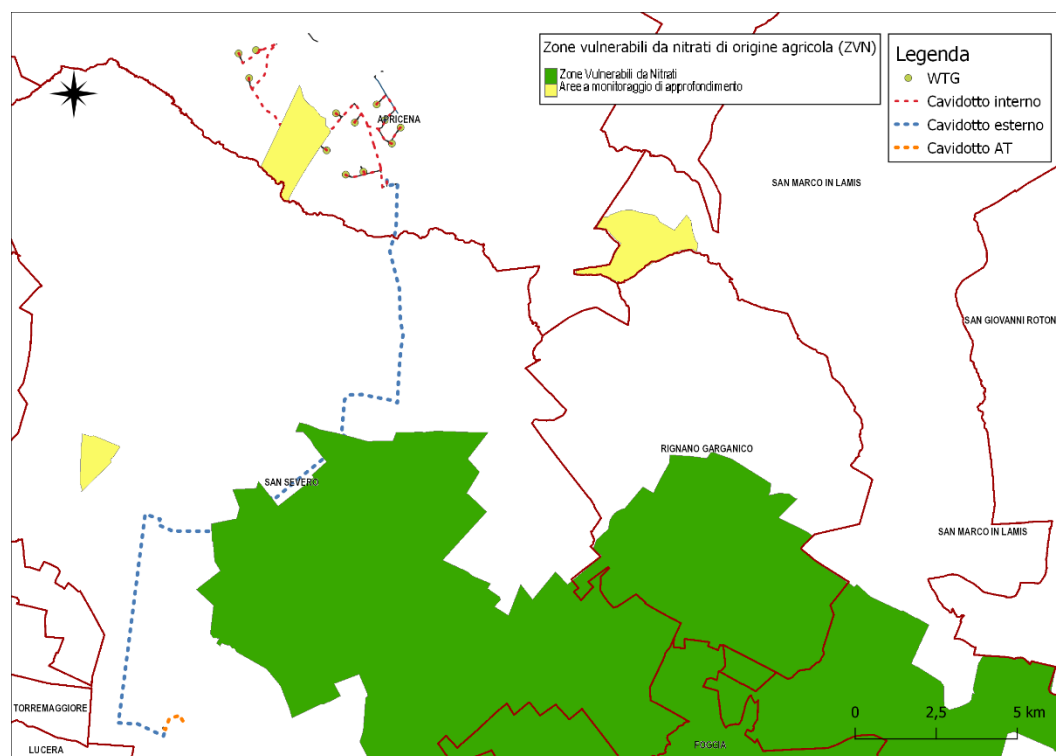 Zone vulnerabili da nitrati di origine agricola (ZVN)
Zone Vulnerabili da Nitrati
Aree a monitoraggio di approfondimento
Legenda
WTG
Cavidotto interno
Cavidotto esterno
Cavidotto AT
APRICENA
SAN MARCO IN LAMIS
SAN GIOVANNI ROTON
RIGNANO GARGANICO
SAN SEVERO
SAN MARCO IN LAMIS
TORREMAGGIORE
LUCERA
FOGGIA
0 2,5 5 km